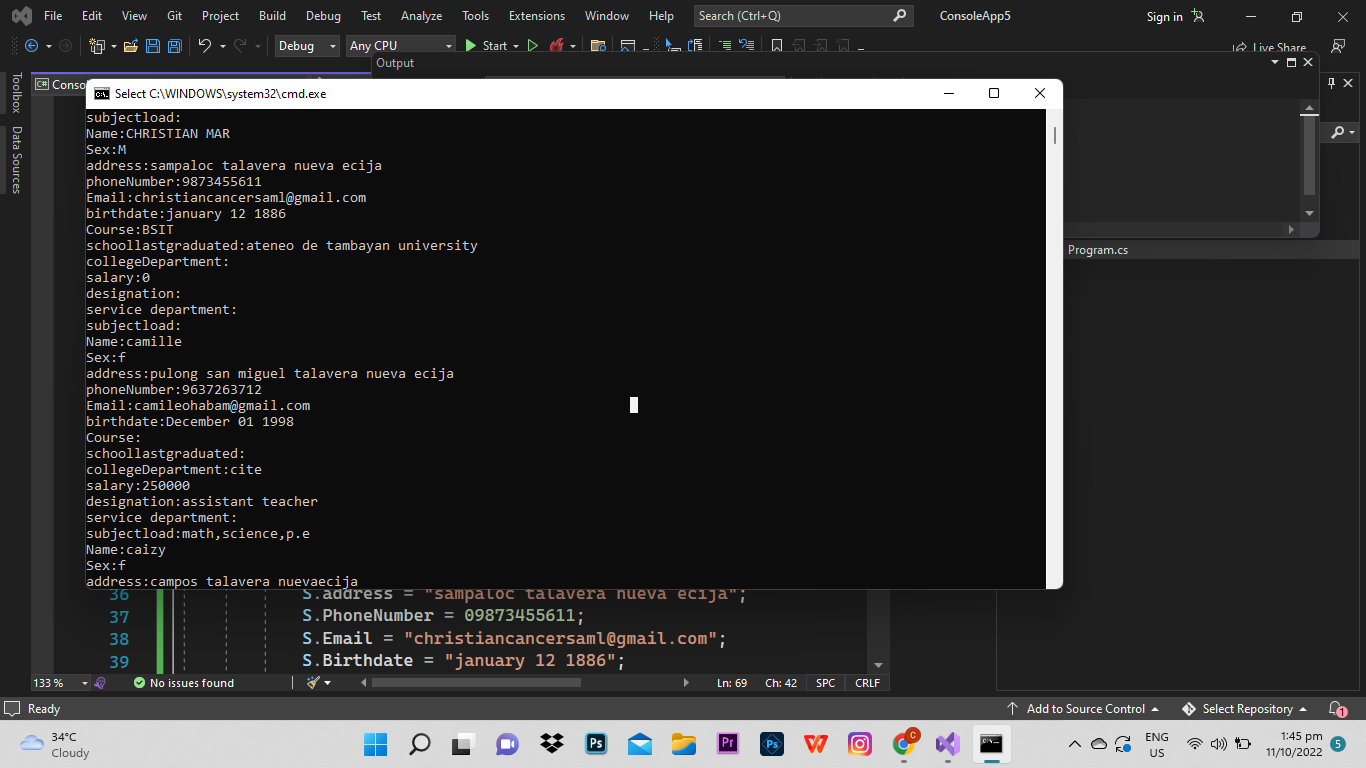 File Edit View Git Project Build Debug Test Analyze Tools Extensions Window Help Search (Ctrl+Q) ConsoleApp5 Sign in
Debug Any CPU Start Live Share
Output
Toolbox
Data Sources
C# Conso
Select C:\WINDOWS\system32\cmd.exe
subjectload:
Name:CHRISTIAN MAR
Sex:M
address:sampaloc talavera nueva ecija
phoneNumber:9873455611
Email:christiancancersaml@gmail.com
birthdate:january 12 1886
Course:BSIT
schoollastgraduated:ateneo de tambayan university
collegeDepartment:
salary:0
designation:
service department:
subjectload:
Name:camille
Sex:f
address:pulong san miguel talavera nueva ecija
phoneNumber:9637263712
Email:camileohabam@gmail.com
birthdate:December 01 1998
Course:
schoollastgraduated:
collegeDepartment:cite
salary:250000
designation:assistant teacher
service department:
subjectload:math,science,p.e
Name:caizy
Sex:f
address:campos talavera nuevaecija
Program.cs
36 S.address = "sampaloc talavera nueva ecija";
37 S.PhoneNumber = 09873455611;
38 S.Email = "christiancancersaml@gmail.com";
39 S.Birthdate = "january 12 1886";
133 % No issues found Ln: 69 Ch: 42 SPC CRLF
Ready Add to Source Control Select Repository 1
34°C
Cloudy
Ps Pr Ps C
ENG
US
1:45 pm
11/10/2022
5